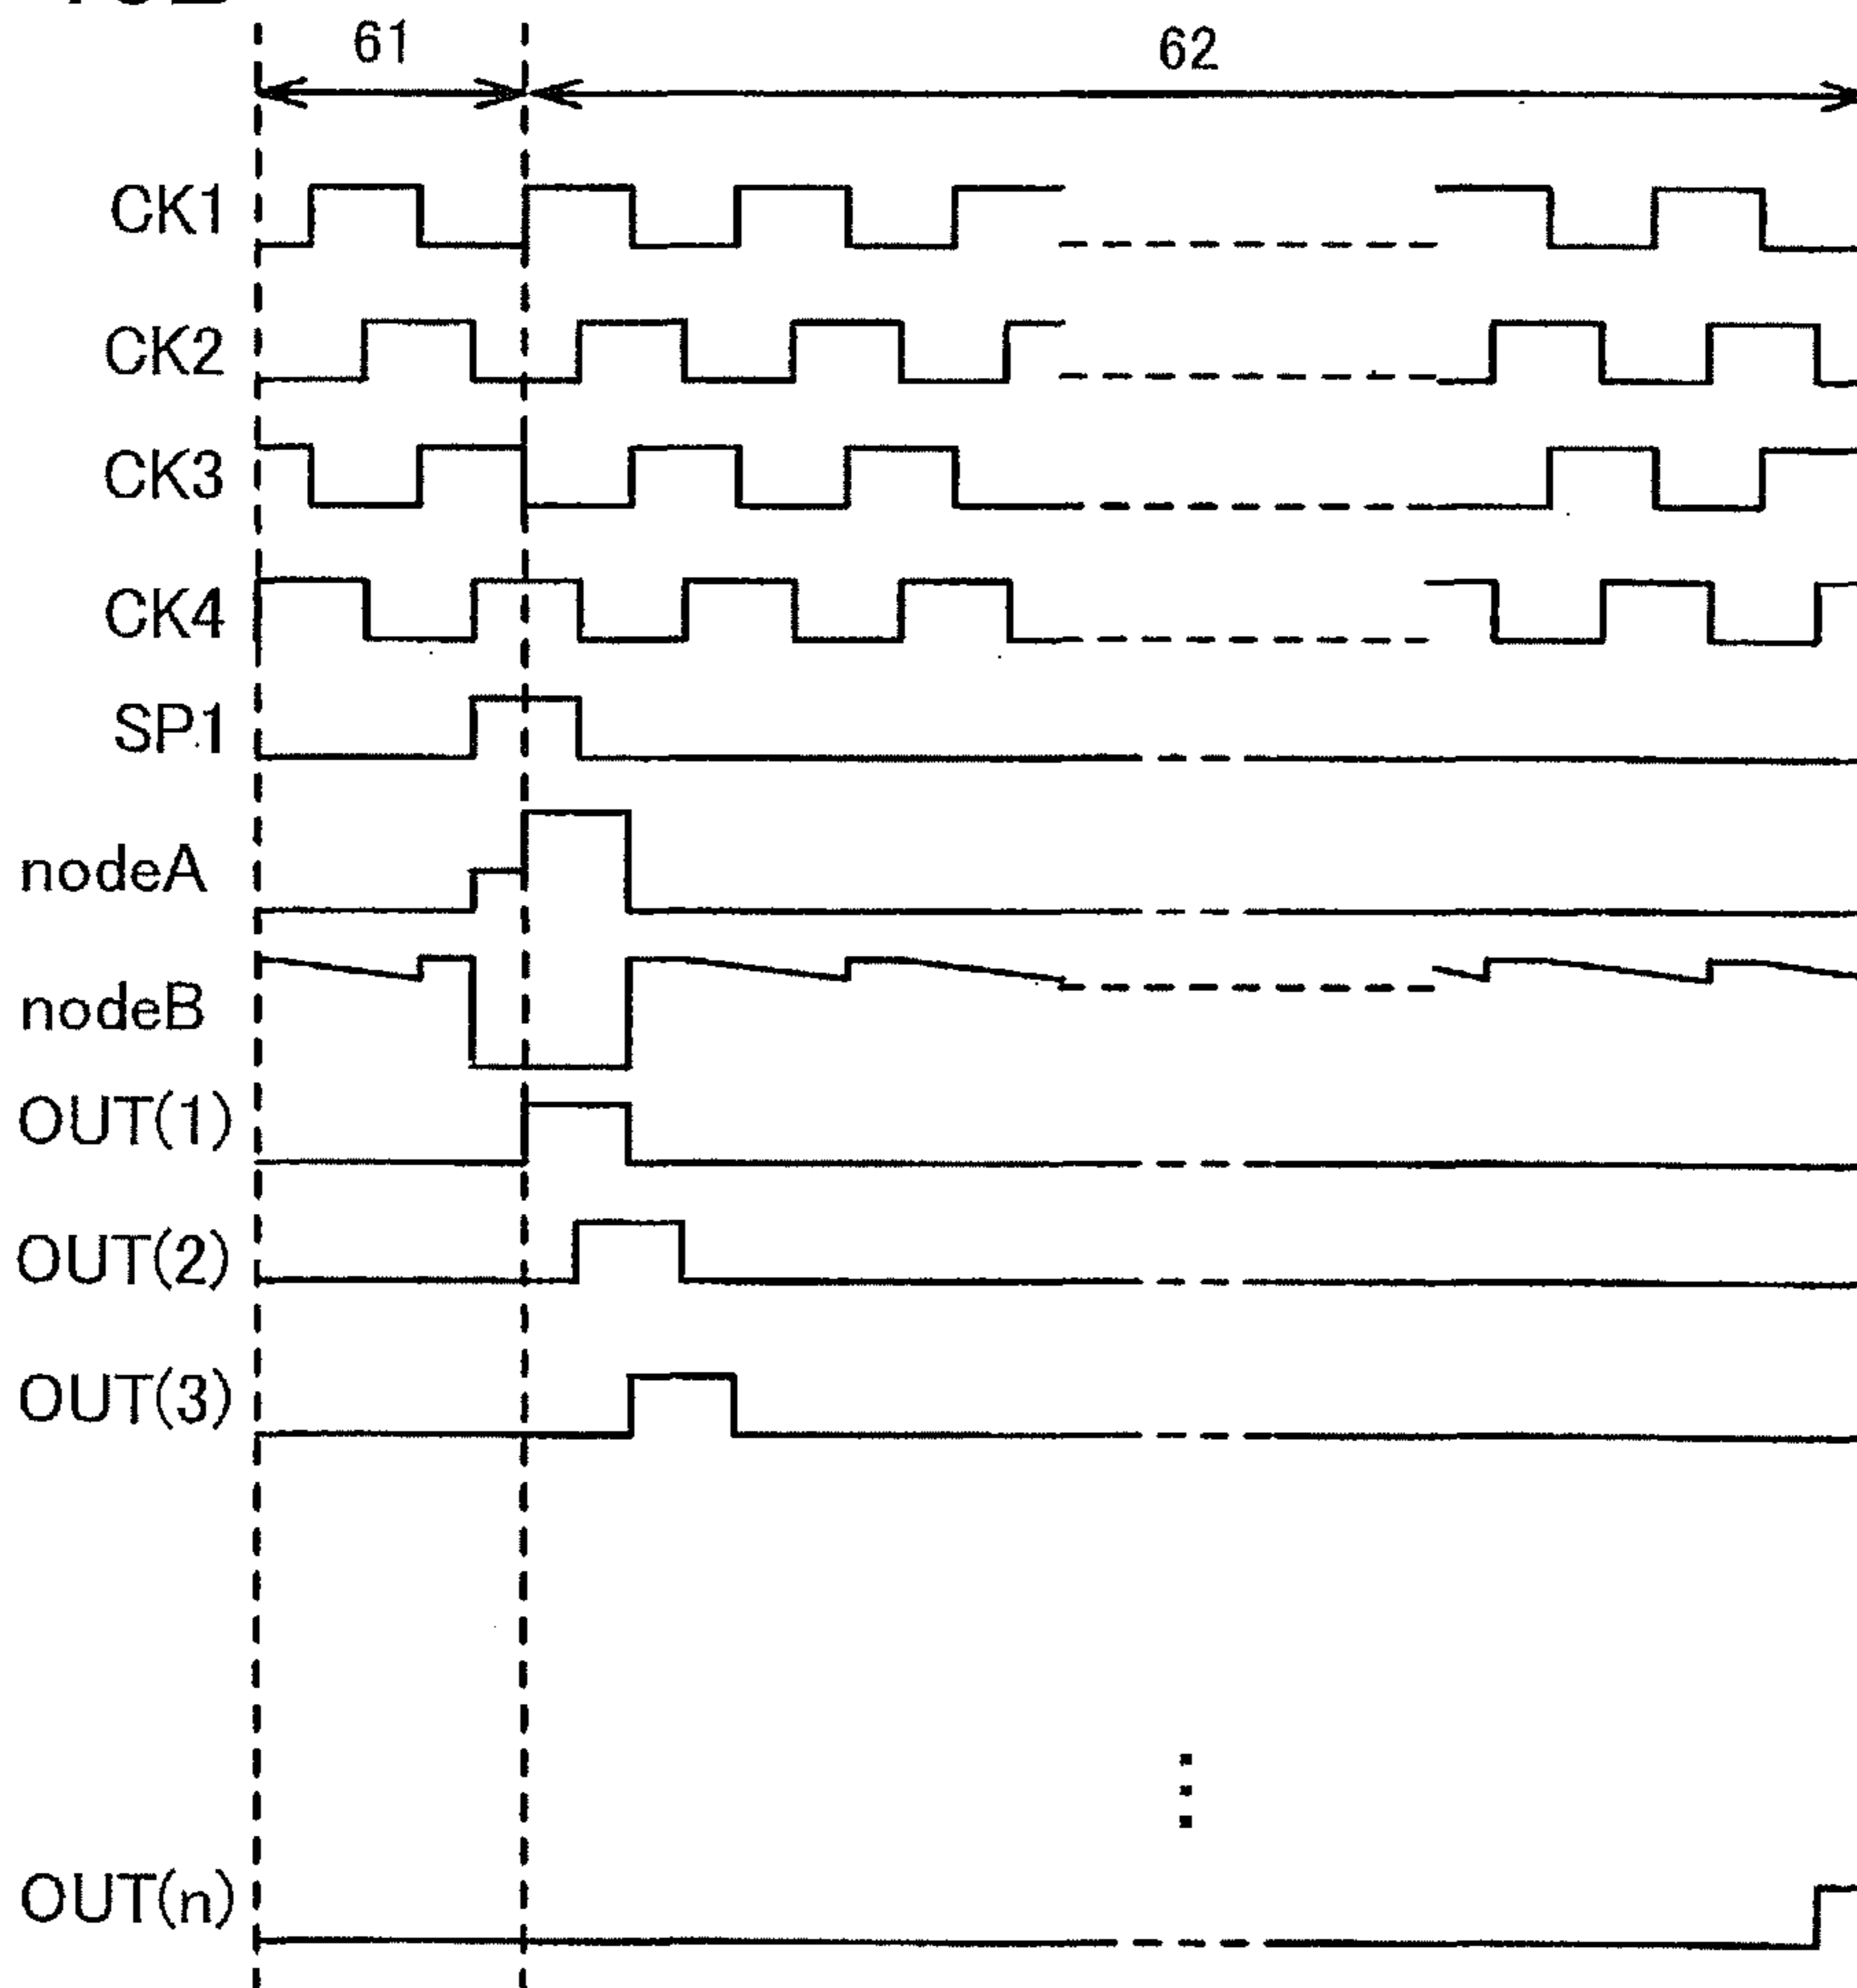 61
62
CK1
CK2
CK3
CK4
SP1
nodeA
nodeB
OUT(1)
OUT(2)
OUT(3)
OUT(n)